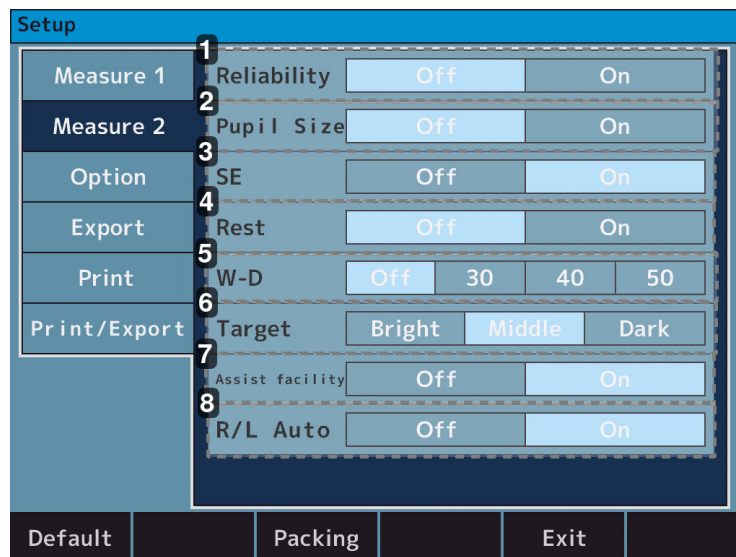 Setup
Measure 1
Measure 2
Option
Export
Print
Print/Export
1
Reliability Off On
2
Pupil Size Off On
3
SE Off On
4
Rest Off On
5
W-D Off 30 40 50
6
Target Bright Middle Dark
7
Assist facility Off On
8
R/L Auto Off On
Default Packing Exit